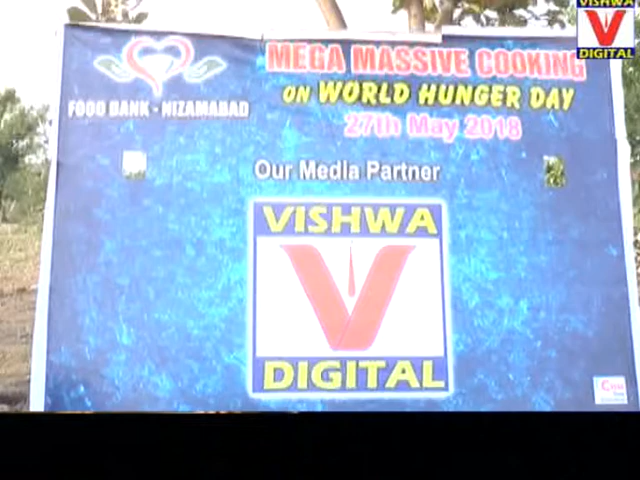 VISHWA
DIGITAL
MEGA MASSIVE COOKING
ON WORLD HUNGER DAY
27th May 2018
FOOD BANK - NIZAMABAD
Our Media Partner
VISHWA
DIGITAL